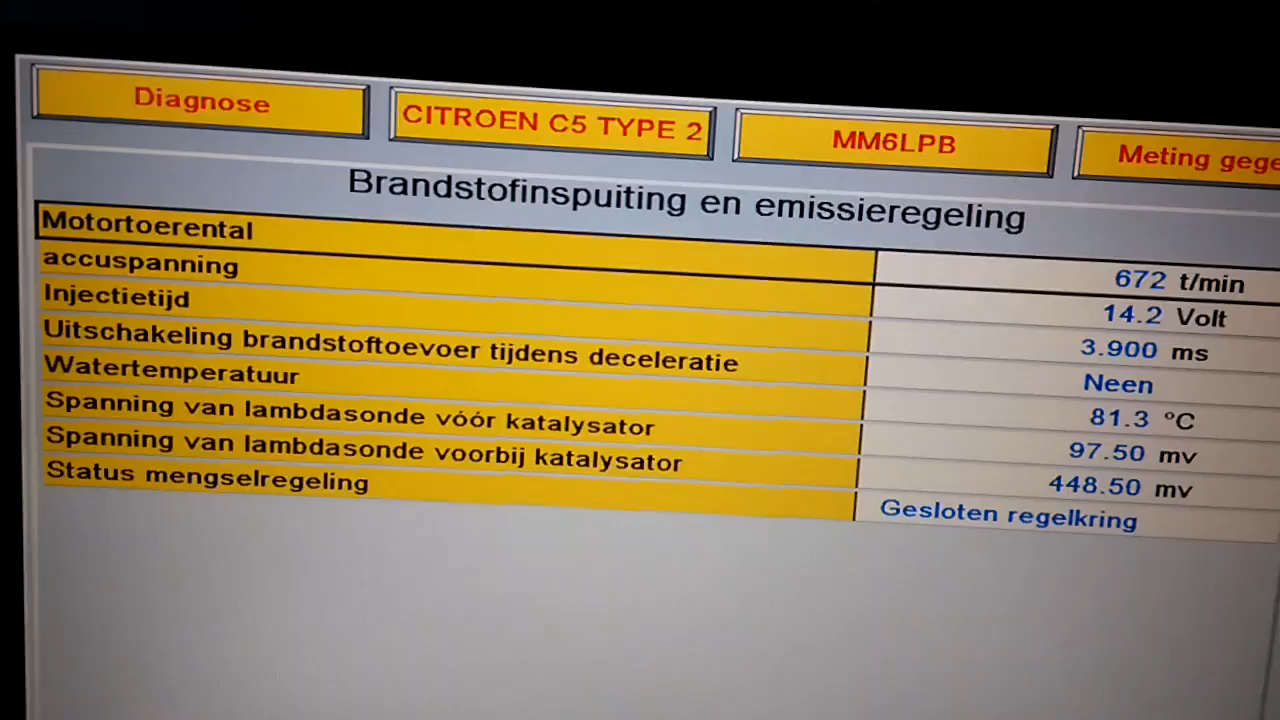 Diagnose
CITROEN C5 TYPE 2
MM6LPB
Meting gege
Brandstofinspuiting en emissieregeling
Motortoerental 672 t/min
accuspanning 14.2 Volt
Injectietijd 3.900 ms
Uitschakeling brandstoftoevoer tijdens deceleratie Neen
Watertemperatuur 81.3 °C
Spanning van lambdasonde vóór katalysator 97.50 mv
Spanning van lambdasonde voorbij katalysator 448.50 mv
Status mengselregeling Gesloten regelkring